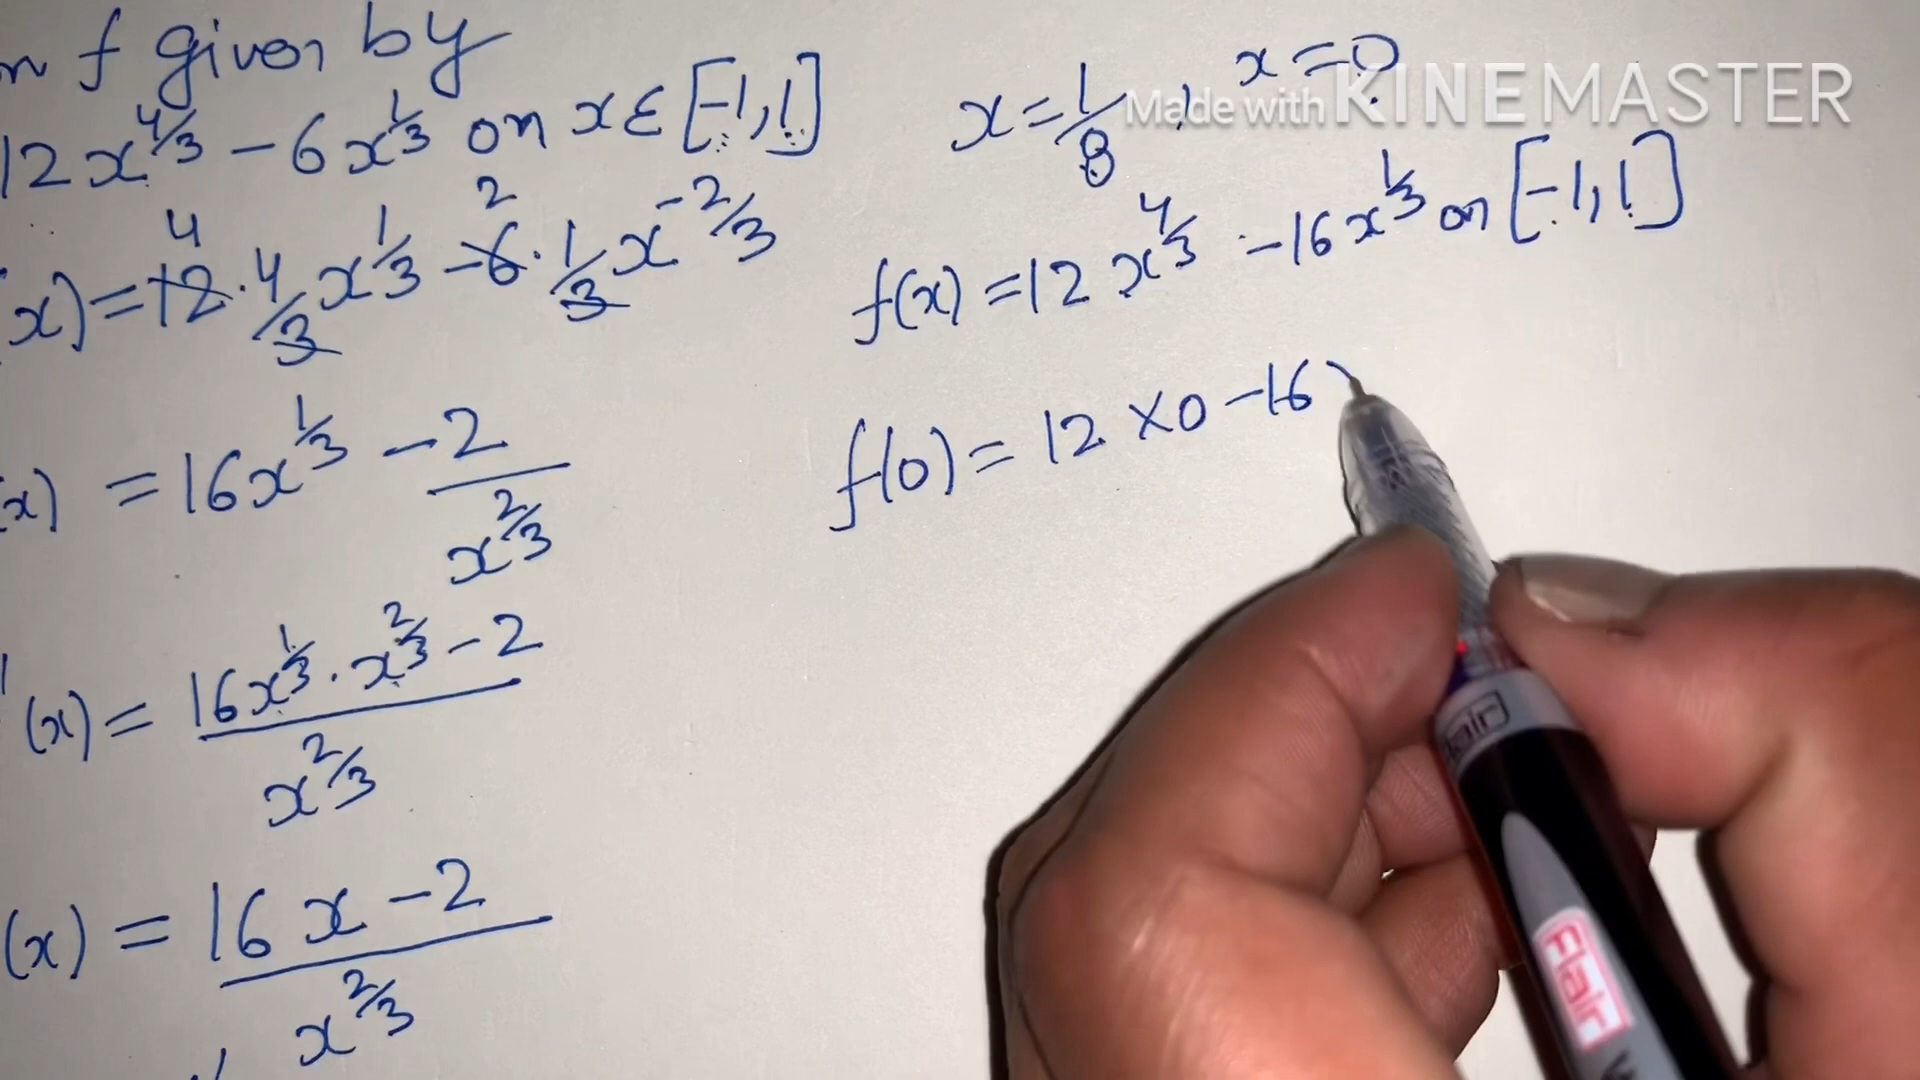 n f given by
12x^4/3 - 6x^1/3 on x ε [-1,1]
x) = 12 . 4/3 x^1/3 - 6 . 1/3 x^-2/3
4 2
(x) = 16x^1/3 - 2/x^2/3
'(x) = 16x^1/3 . x^2/3 - 2 / x^2/3
(x) = 16x - 2 / x^2/3
x = 1/8 , x = 0
Made with KINEMASTER
f(x) = 12x^4/3 - 16x^1/3 on [-1,1]
f(0) = 12 × 0 - 16
Flair